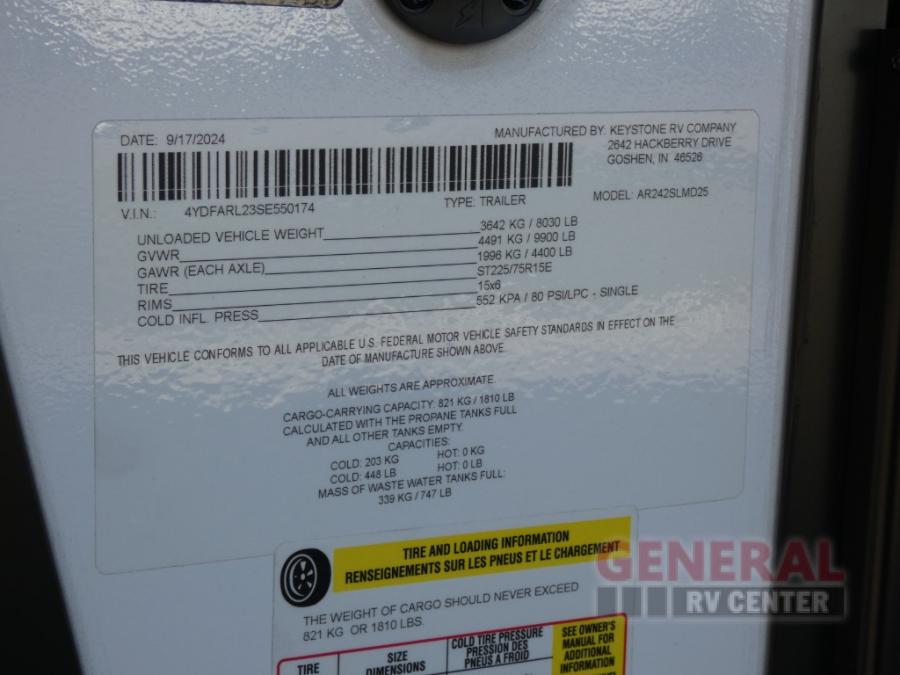 DATE: 9/17/2024
MANUFACTURED BY: KEYSTONE RV COMPANY
2642 HACKBERRY DRIVE
GOSHEN, IN 46526
V.I.N.: 4YDFARL23SE550174 TYPE: TRAILER MODEL: AR242SLMD25
UNLOADED VEHICLE WEIGHT 3642 KG / 8030 LB
GVWR 4491 KG / 9900 LB
GAWR (EACH AXLE) 1996 KG / 4400 LB
TIRE ST225/75R15E
RIMS 15x6
COLD INFL. PRESS 552 KPA / 80 PSI/LPC - SINGLE
THIS VEHICLE CONFORMS TO ALL APPLICABLE U.S. FEDERAL MOTOR VEHICLE SAFETY STANDARDS IN EFFECT ON THE
DATE OF MANUFACTURE SHOWN ABOVE.
ALL WEIGHTS ARE APPROXIMATE.
CARGO-CARRYING CAPACITY: 821 KG / 1810 LB
CALCULATED WITH THE PROPANE TANKS FULL
AND ALL OTHER TANKS EMPTY.
CAPACITIES:
COLD: 203 KG HOT: 0 KG
COLD: 448 LB HOT: 0 LB
MASS OF WASTE WATER TANKS FULL:
339 KG / 747 LB
TIRE AND LOADING INFORMATION
RENSEIGNEMENTS SUR LES PNEUS ET LE CHARGEMENT
THE WEIGHT OF CARGO SHOULD NEVER EXCEED
821 KG OR 1810 LBS.
TIRE
SIZE
DIMENSIONS
COLD TIRE PRESSURE
PRESSION DES
PNEUS A FROID
SEE OWNER'S
MANUAL FOR
ADDITIONAL
INFORMATION
GENERAL
RV CENTER